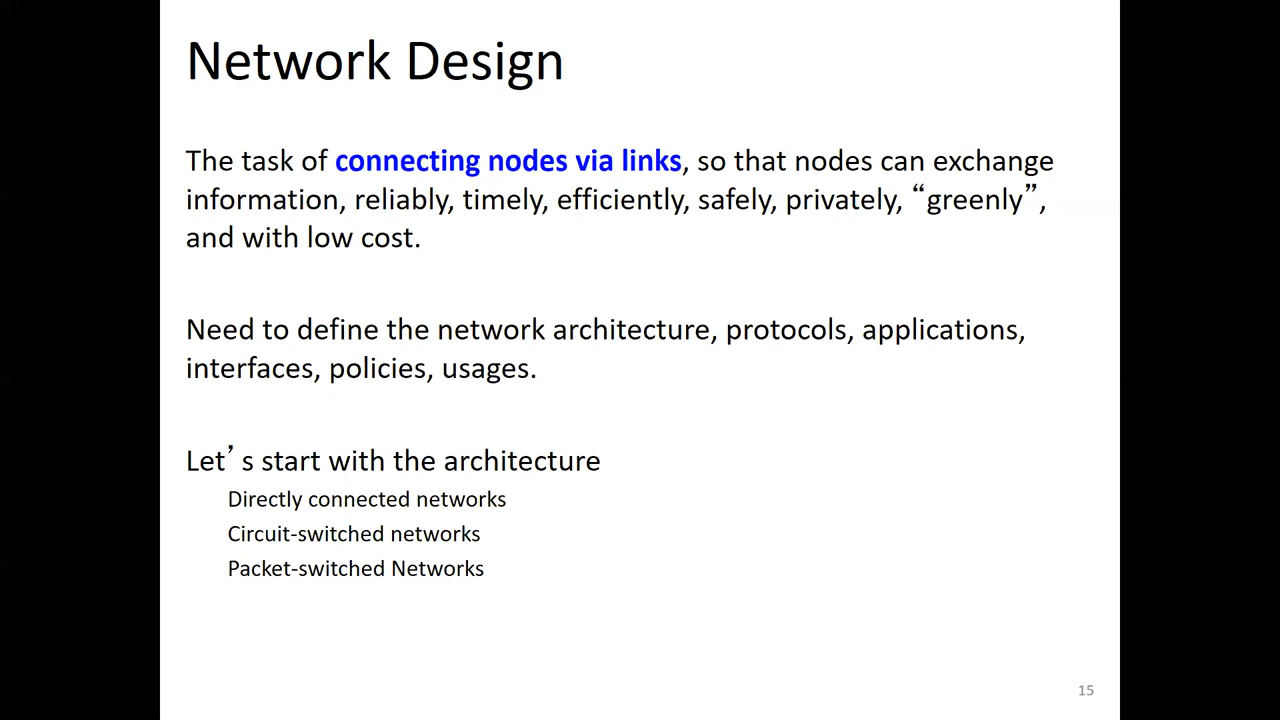 Network Design
The task of connecting nodes via links, so that nodes can exchange
information, reliably, timely, efficiently, safely, privately, “greenly”,
and with low cost.
Need to define the network architecture, protocols, applications,
interfaces, policies, usages.
Let’s start with the architecture
Directly connected networks
Circuit-switched networks
Packet-switched Networks
15